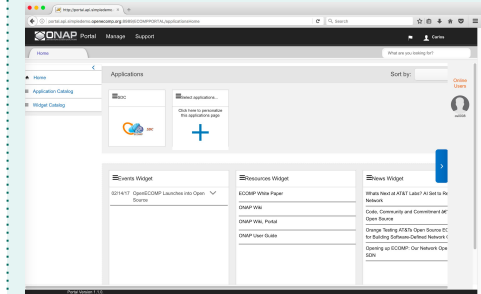 http://portal.api.simpledemo.
portal.api.simpledemo.openecomp.org:8989/ECOMPPORTAL/applicationsHome
Search
ONAP Portal Manage Support
Carlos
Home
What are you looking for?
Home
Application Catalog
Widget Catalog
Applications
Sort by:
Online
Users
SDC
Select applications...
Click here to personalize
this applications page
SDC
Events Widget
02/14/17 OpenECOMP Launches into Open
Source
Resources Widget
ECOMP White Paper
ONAP Wiki
ONAP Wiki, Portal
ONAP User Guide
News Widget
Whats Next at AT&T Labs? AI Set to Re
Network
Code, Community and Commitment â€
Open Source
Orange Testing AT&Ts Open Source EC
for Building Software-Defined Network C
Opening up ECOMP: Our Network Ope
SDN
Portal Version 1.1.0